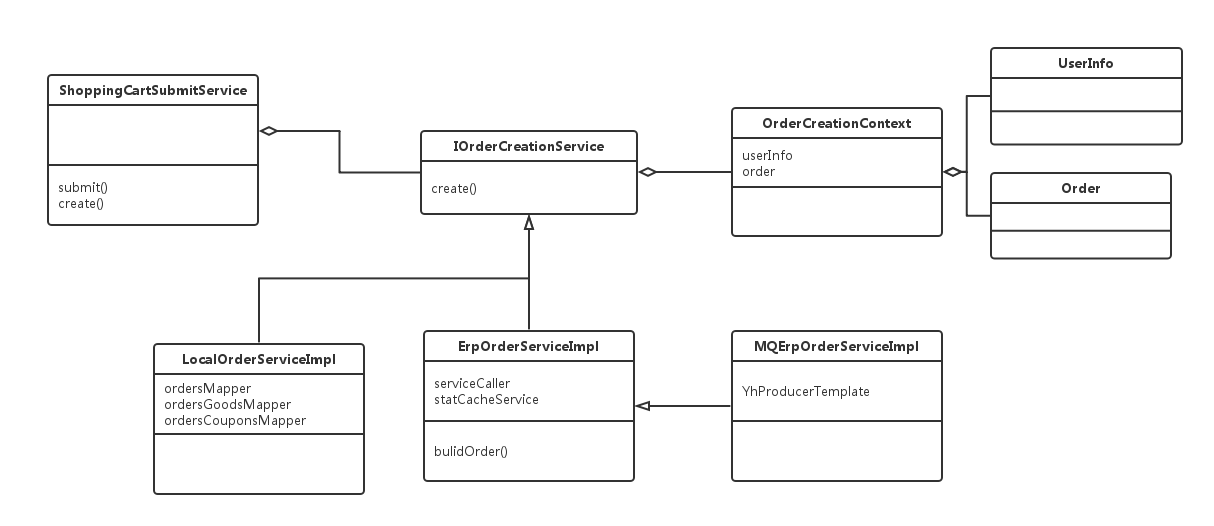 ShoppingCartSubmitService
submit()
create()
IOrderCreationService
create()
OrderCreationContext
userInfo
order
UserInfo
Order
LocalOrderServiceImpl
ordersMapper
ordersGoodsMapper
ordersCouponsMapper
ErpOrderServiceImpl
serviceCaller
statCacheService
bulidOrder()
MQErpOrderServiceImpl
YhProducerTemplate